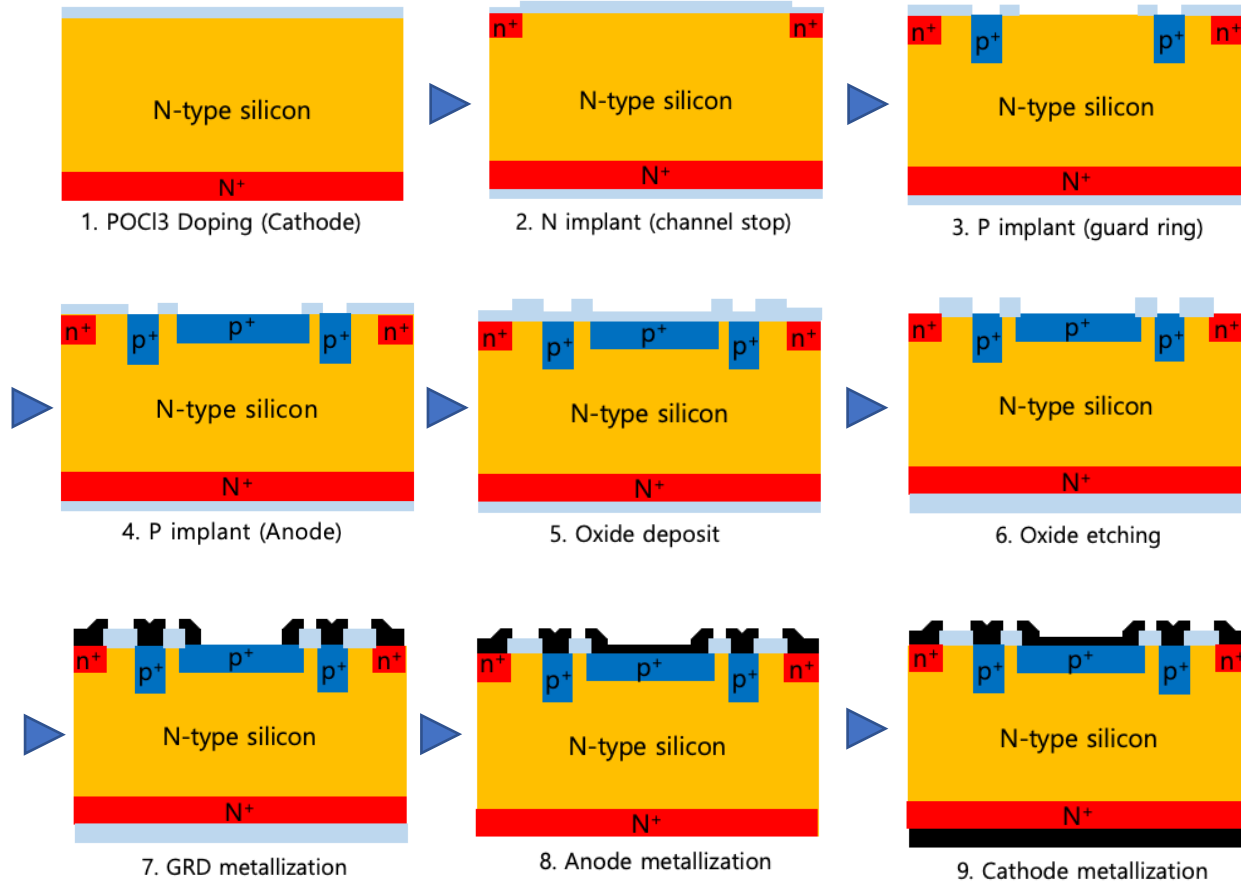 N-type silicon
N⁺
1. POCl3 Doping (Cathode)
n⁺ n⁺
N-type silicon
N⁺
2. N implant (channel stop)
n⁺ p⁺ p⁺ n⁺
N-type silicon
N⁺
3. P implant (guard ring)
n⁺ p⁺ p⁺ p⁺ n⁺
N-type silicon
N⁺
4. P implant (Anode)
n⁺ p⁺ p⁺ p⁺ n⁺
N-type silicon
N⁺
5. Oxide deposit
n⁺ p⁺ p⁺ p⁺ n⁺
N-type silicon
N⁺
6. Oxide etching
n⁺ p⁺ p⁺ p⁺ n⁺
N-type silicon
N⁺
7. GRD metallization
n⁺ p⁺ p⁺ p⁺ n⁺
N-type silicon
N⁺
8. Anode metallization
n⁺ p⁺ p⁺ p⁺ n⁺
N-type silicon
N⁺
9. Cathode metallization